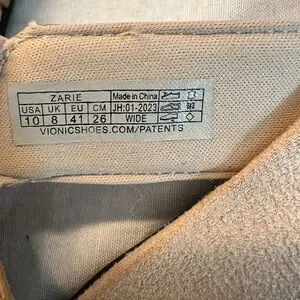 ZARIE
USA UK EU CM Made in China
10 8 41 26 JH:01-2023
WIDE
VIONICSHOES.COM/PATENTS